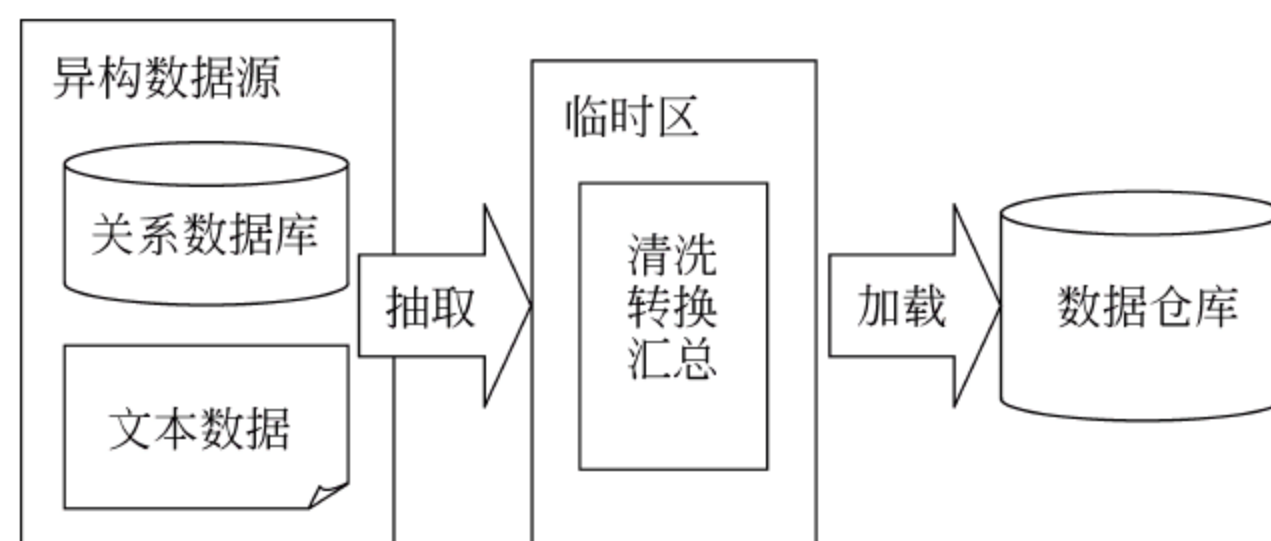 异构数据源
关系数据库
文本数据
抽取
临时区
清洗
转换
汇总
加载
数据仓库